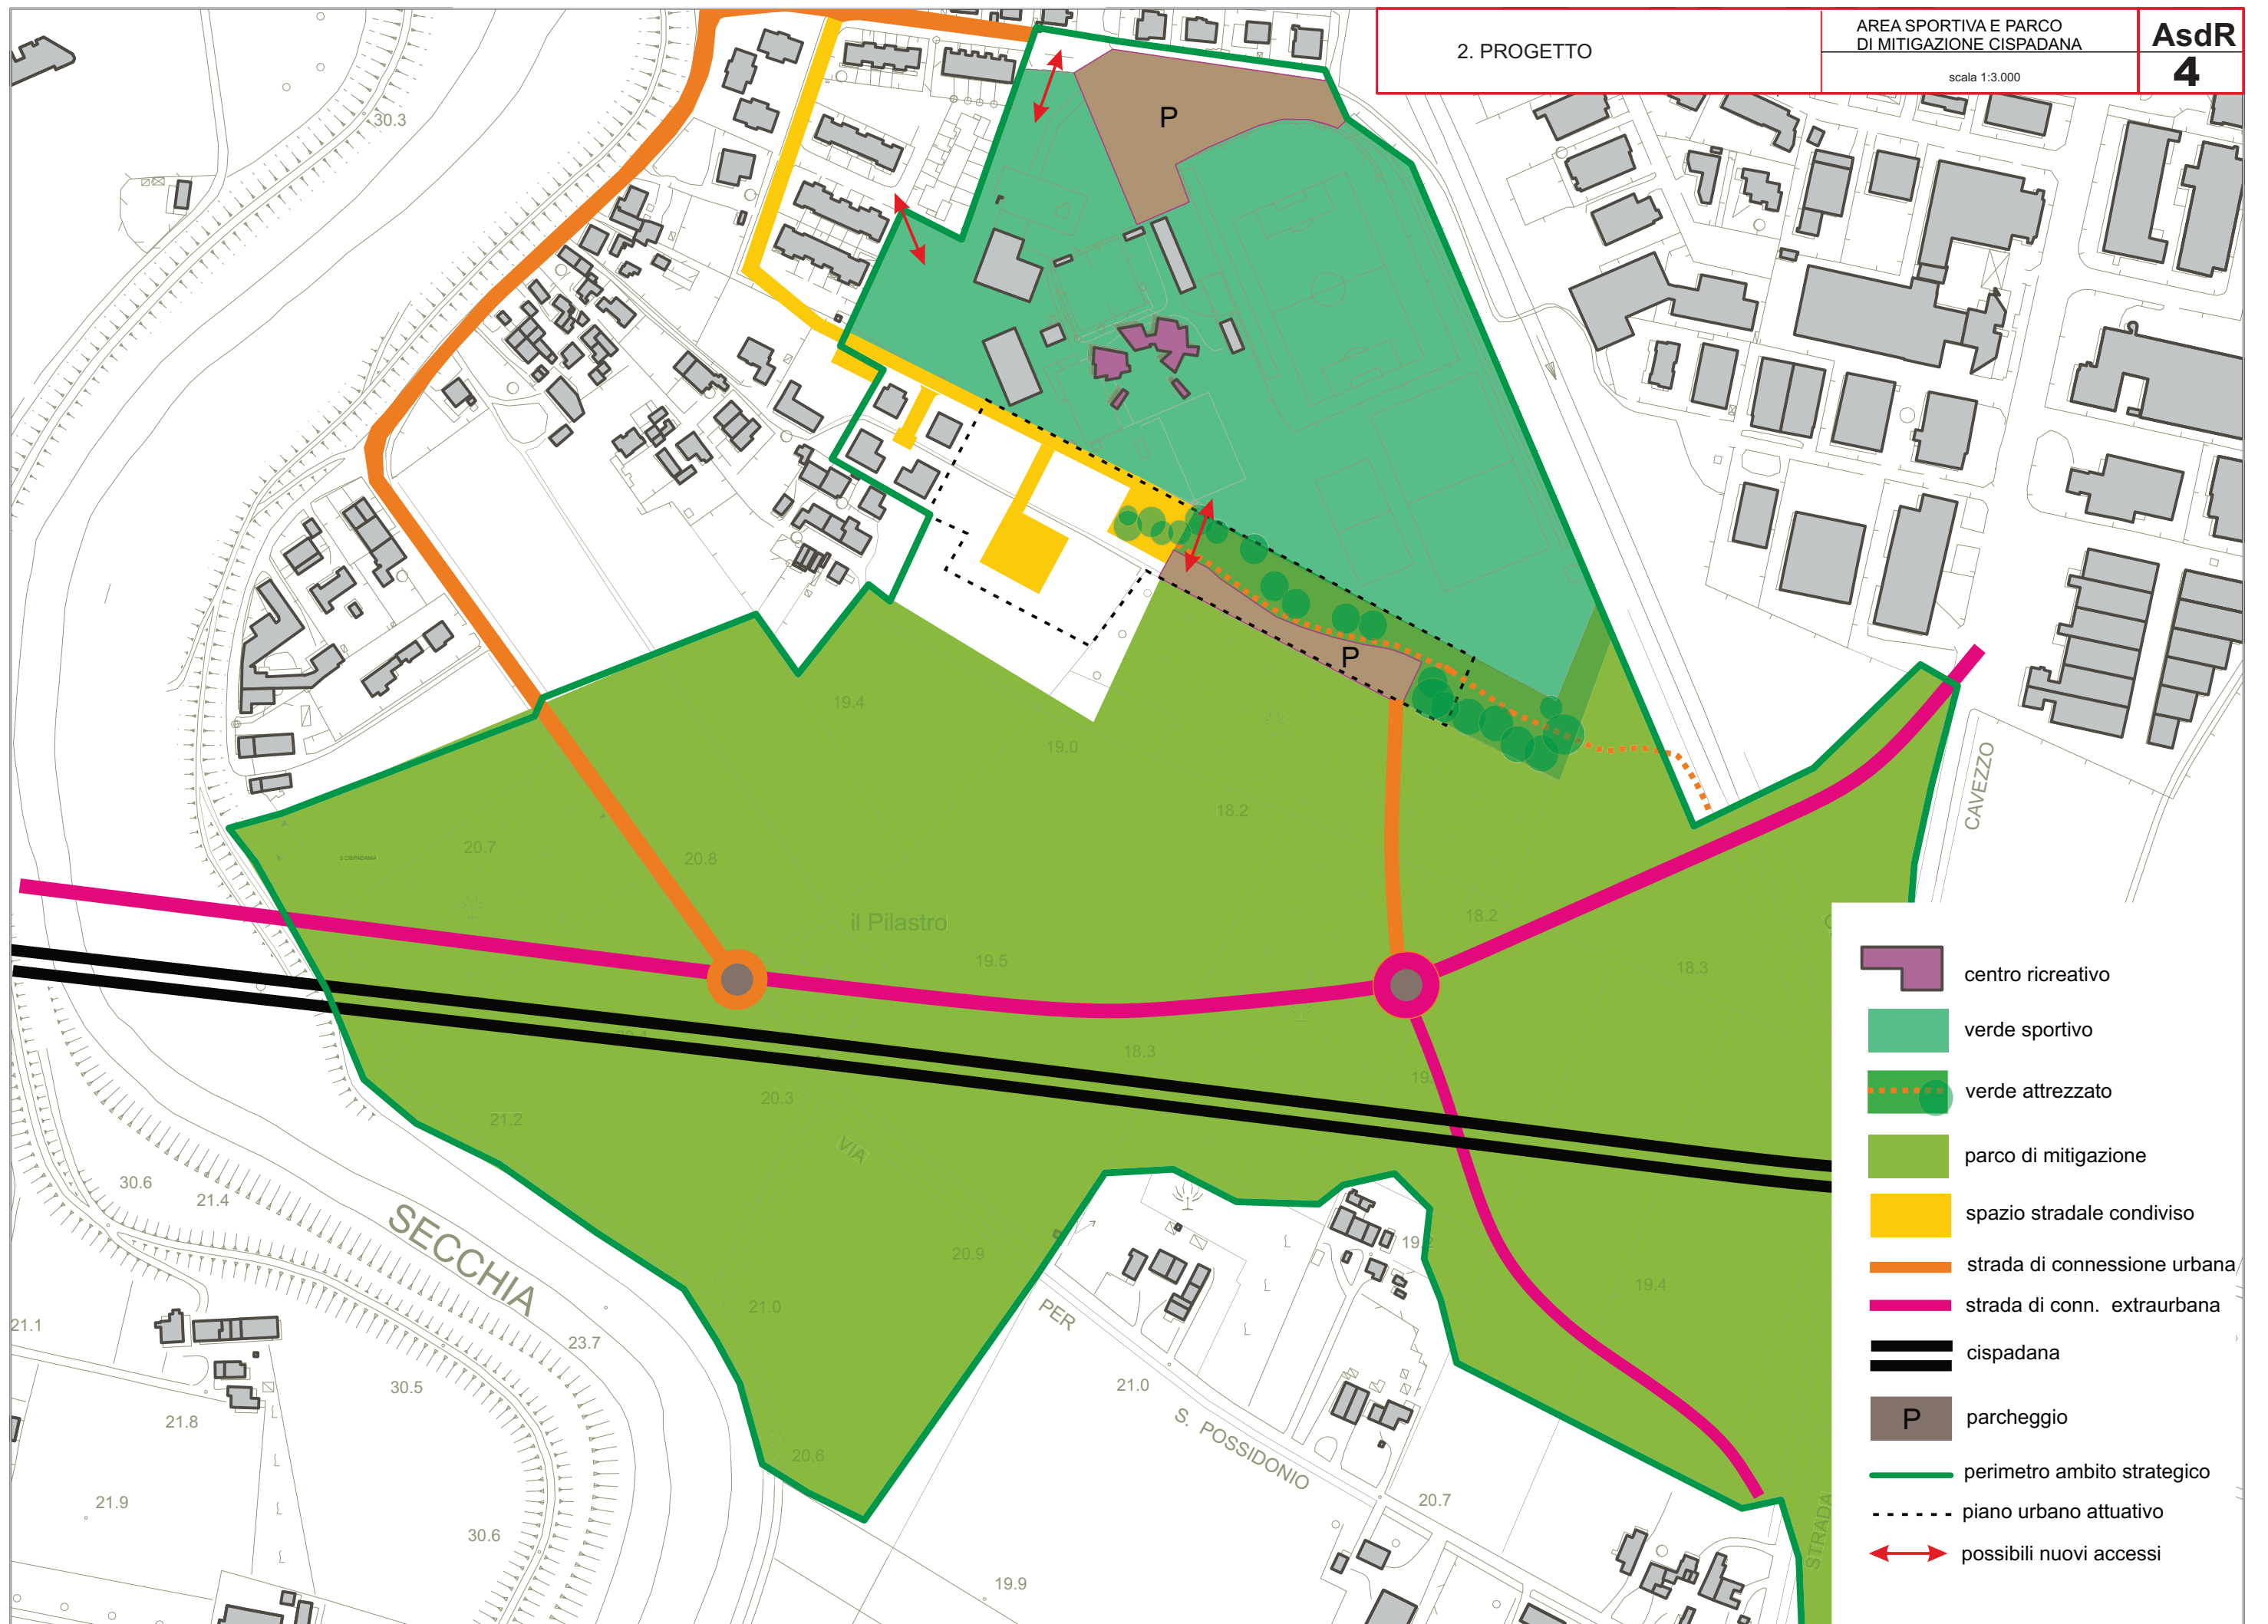 2. PROGETTO
AREA SPORTIVA E PARCO
DI MITIGAZIONE CISPADANA
scala 1:3.000
AsdR
4
30.3
P
P
19.4
19.0
18.2
20.7
20.8
CAVEZZO
il Pilastro
18.2
19.5
18.3
18.3
20.3
21.2
VIA
30.6
21.4
SECCHIA
20.9
19.2
19.4
21.0
PER
21.1
23.7
30.5
21.0
21.8
S. POSSIDONIO
20.6
21.9
20.7
30.6
STRADA
19.9
centro ricreativo
verde sportivo
verde attrezzato
parco di mitigazione
spazio stradale condiviso
strada di connessione urbana
strada di conn. extraurbana
cispadana
P parcheggio
perimetro ambito strategico
piano urbano attuativo
possibili nuovi accessi